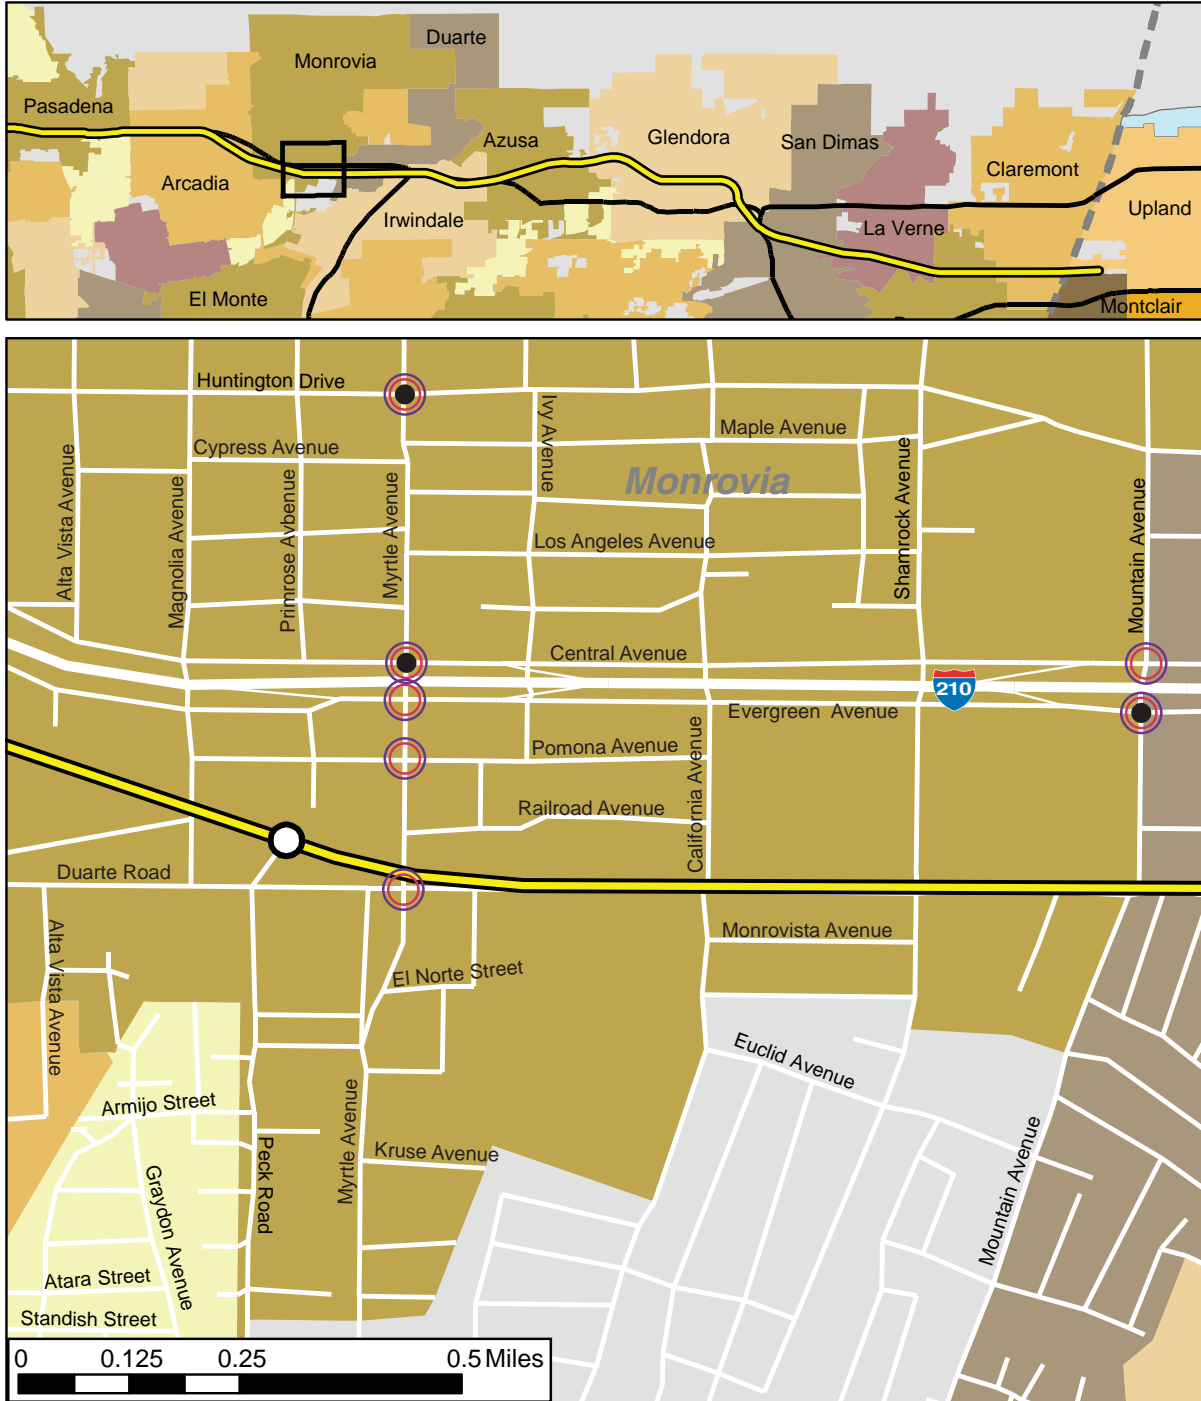 Duarte
Monrovia
Pasadena
Azusa
Glendora
San Dimas
Arcadia
Claremont
Irwindale
La Verne
Upland
El Monte
Montclair
Huntington Drive
Ivy Avenue
Maple Avenue
Cypress Avenue
Alta Vista Avenue
Magnolia Avenue
Primrose Avbenue
Myrtle Avenue
Monrovia
Shamrock Avenue
Mountain Avenue
Los Angeles Avenue
Central Avenue
210
Evergreen Avenue
Pomona Avenue
California Avenue
Railroad Avenue
Duarte Road
Alta Vista Avenue
Monrovista Avenue
El Norte Street
Euclid Avenue
Armijo Street
Peck Road
Myrtle Avenue
Kruse Avenue
Graydon Avenue
Mountain Avenue
Atara Street
Standish Street
0 0.125 0.25 0.5 Miles